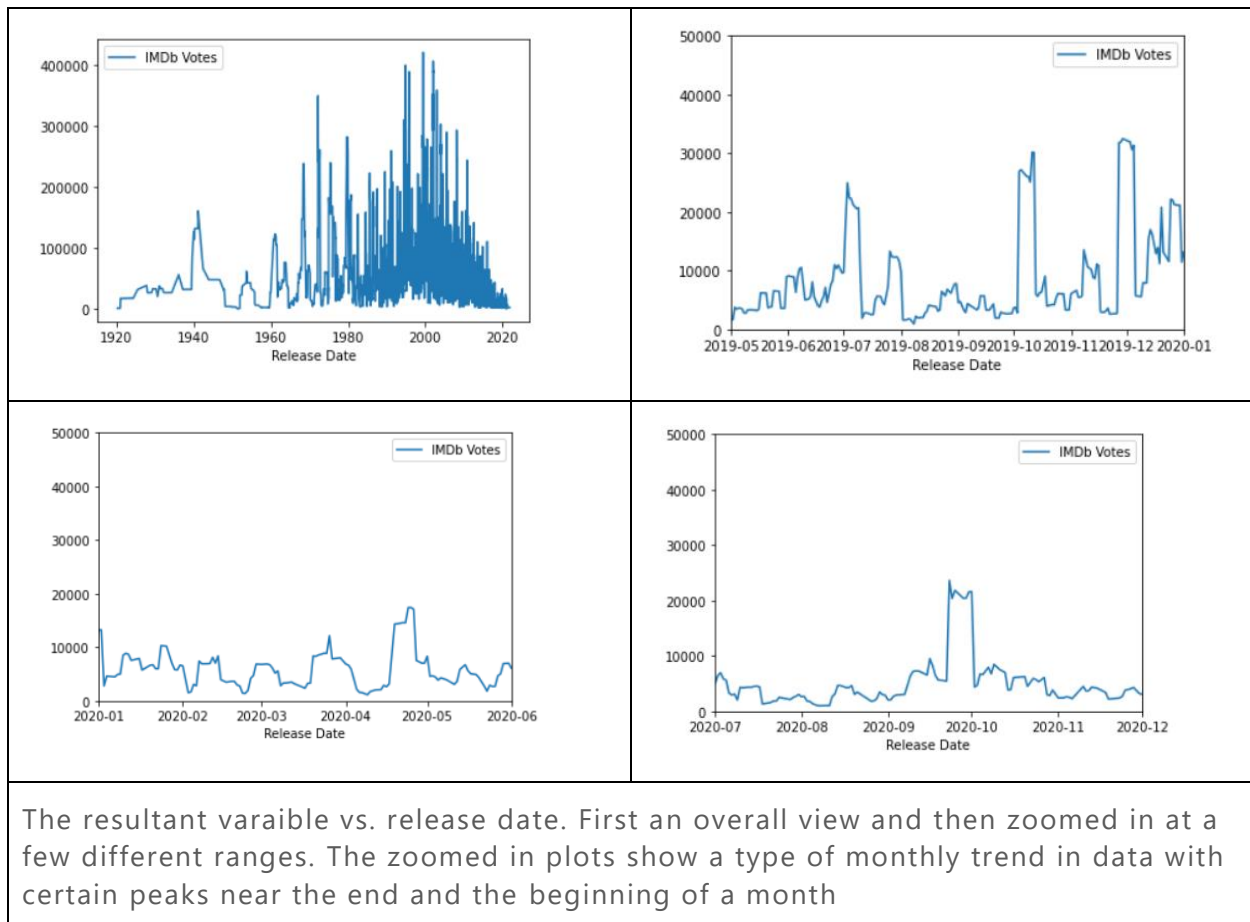 IMDb Votes
400000
300000
200000
100000
0
1920 1940 1960 1980 2000 2020
Release Date
50000
IMDb Votes
40000
30000
20000
10000
0
2019-05 2019-06 2019-07 2019-08 2019-09 2019-10 2019-11 2019-12 2020-01
Release Date
50000
IMDb Votes
40000
30000
20000
10000
0
2020-01 2020-02 2020-03 2020-04 2020-05 2020-06
Release Date
50000
IMDb Votes
40000
30000
20000
10000
0
2020-07 2020-08 2020-09 2020-10 2020-11 2020-12
Release Date
The resultant varaible vs. release date. First an overall view and then zoomed in at a
few different ranges. The zoomed in plots show a type of monthly trend in data with
certain peaks near the end and the beginning of a month